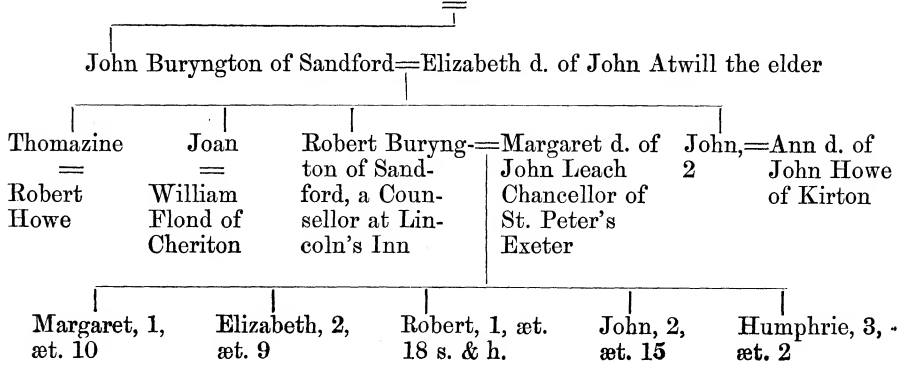 John Buryngton of Sandford=Elizabeth d. of John Atwill the elder
Thomazine
=
Robert
Howe
Joan
=
William
Flond of
Cheriton
Robert Buryng-=Margaret d. of
ton of Sand-
ford, a Coun-
sellor at Lin-
coln's Inn
John Leach
Chancellor of
St. Peter's
Exeter
John,=Ann d. of
2
John Howe
of Kirton
Margaret, 1,
æt. 10
Elizabeth, 2,
æt. 9
Robert, 1, æt.
18 s. & h.
John, 2,
æt. 15
Humphrie, 3,
æt. 2